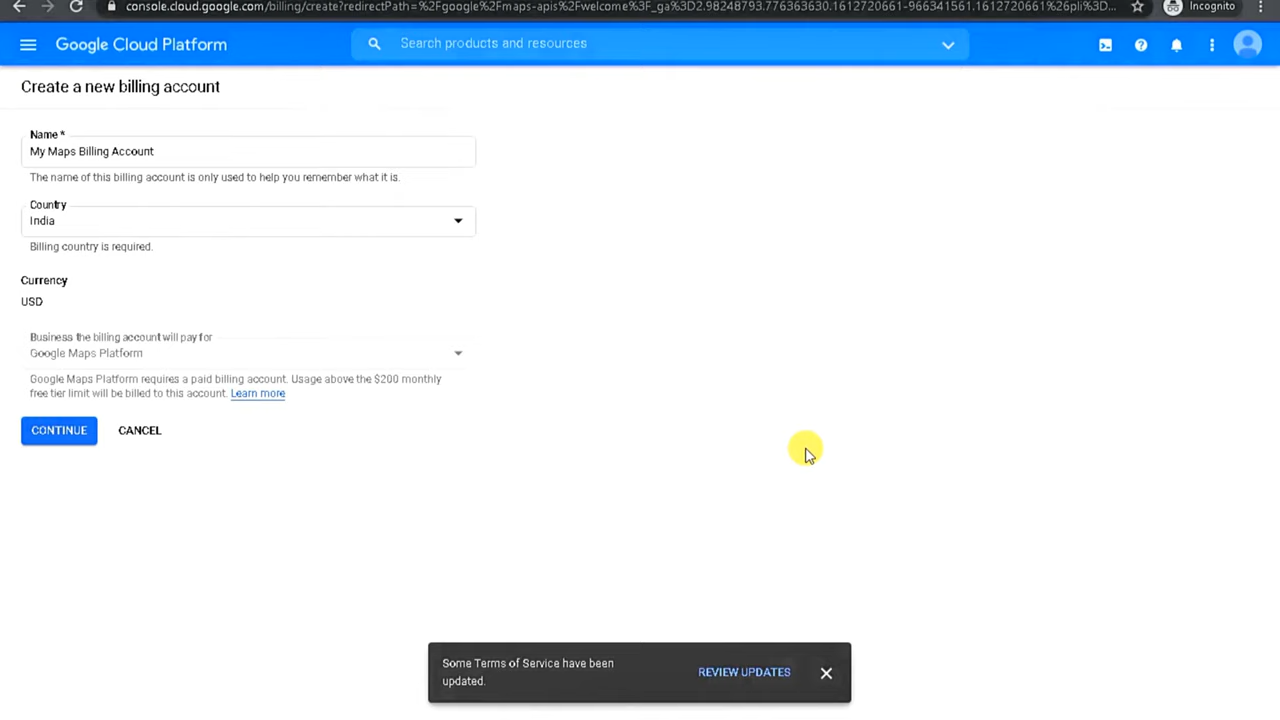 console.cloud.google.com/billing/create?redirectPath=%2Fgoogle%2Fmaps-apis%2Fwelcome%3F_ga%3D2.98248793.776363630.1612720661-966341561.1612720661%26pli%3D...
Incognito
Google Cloud Platform
Search products and resources
Create a new billing account
Name *
My Maps Billing Account
The name of this billing account is only used to help you remember what it is.
Country
India
Billing country is required.
Currency
USD
Business the billing account will pay for
Google Maps Platform
Google Maps Platform requires a paid billing account. Usage above the $200 monthly
free tier limit will be billed to this account. Learn more
CONTINUE
CANCEL
Some Terms of Service have been
updated.
REVIEW UPDATES